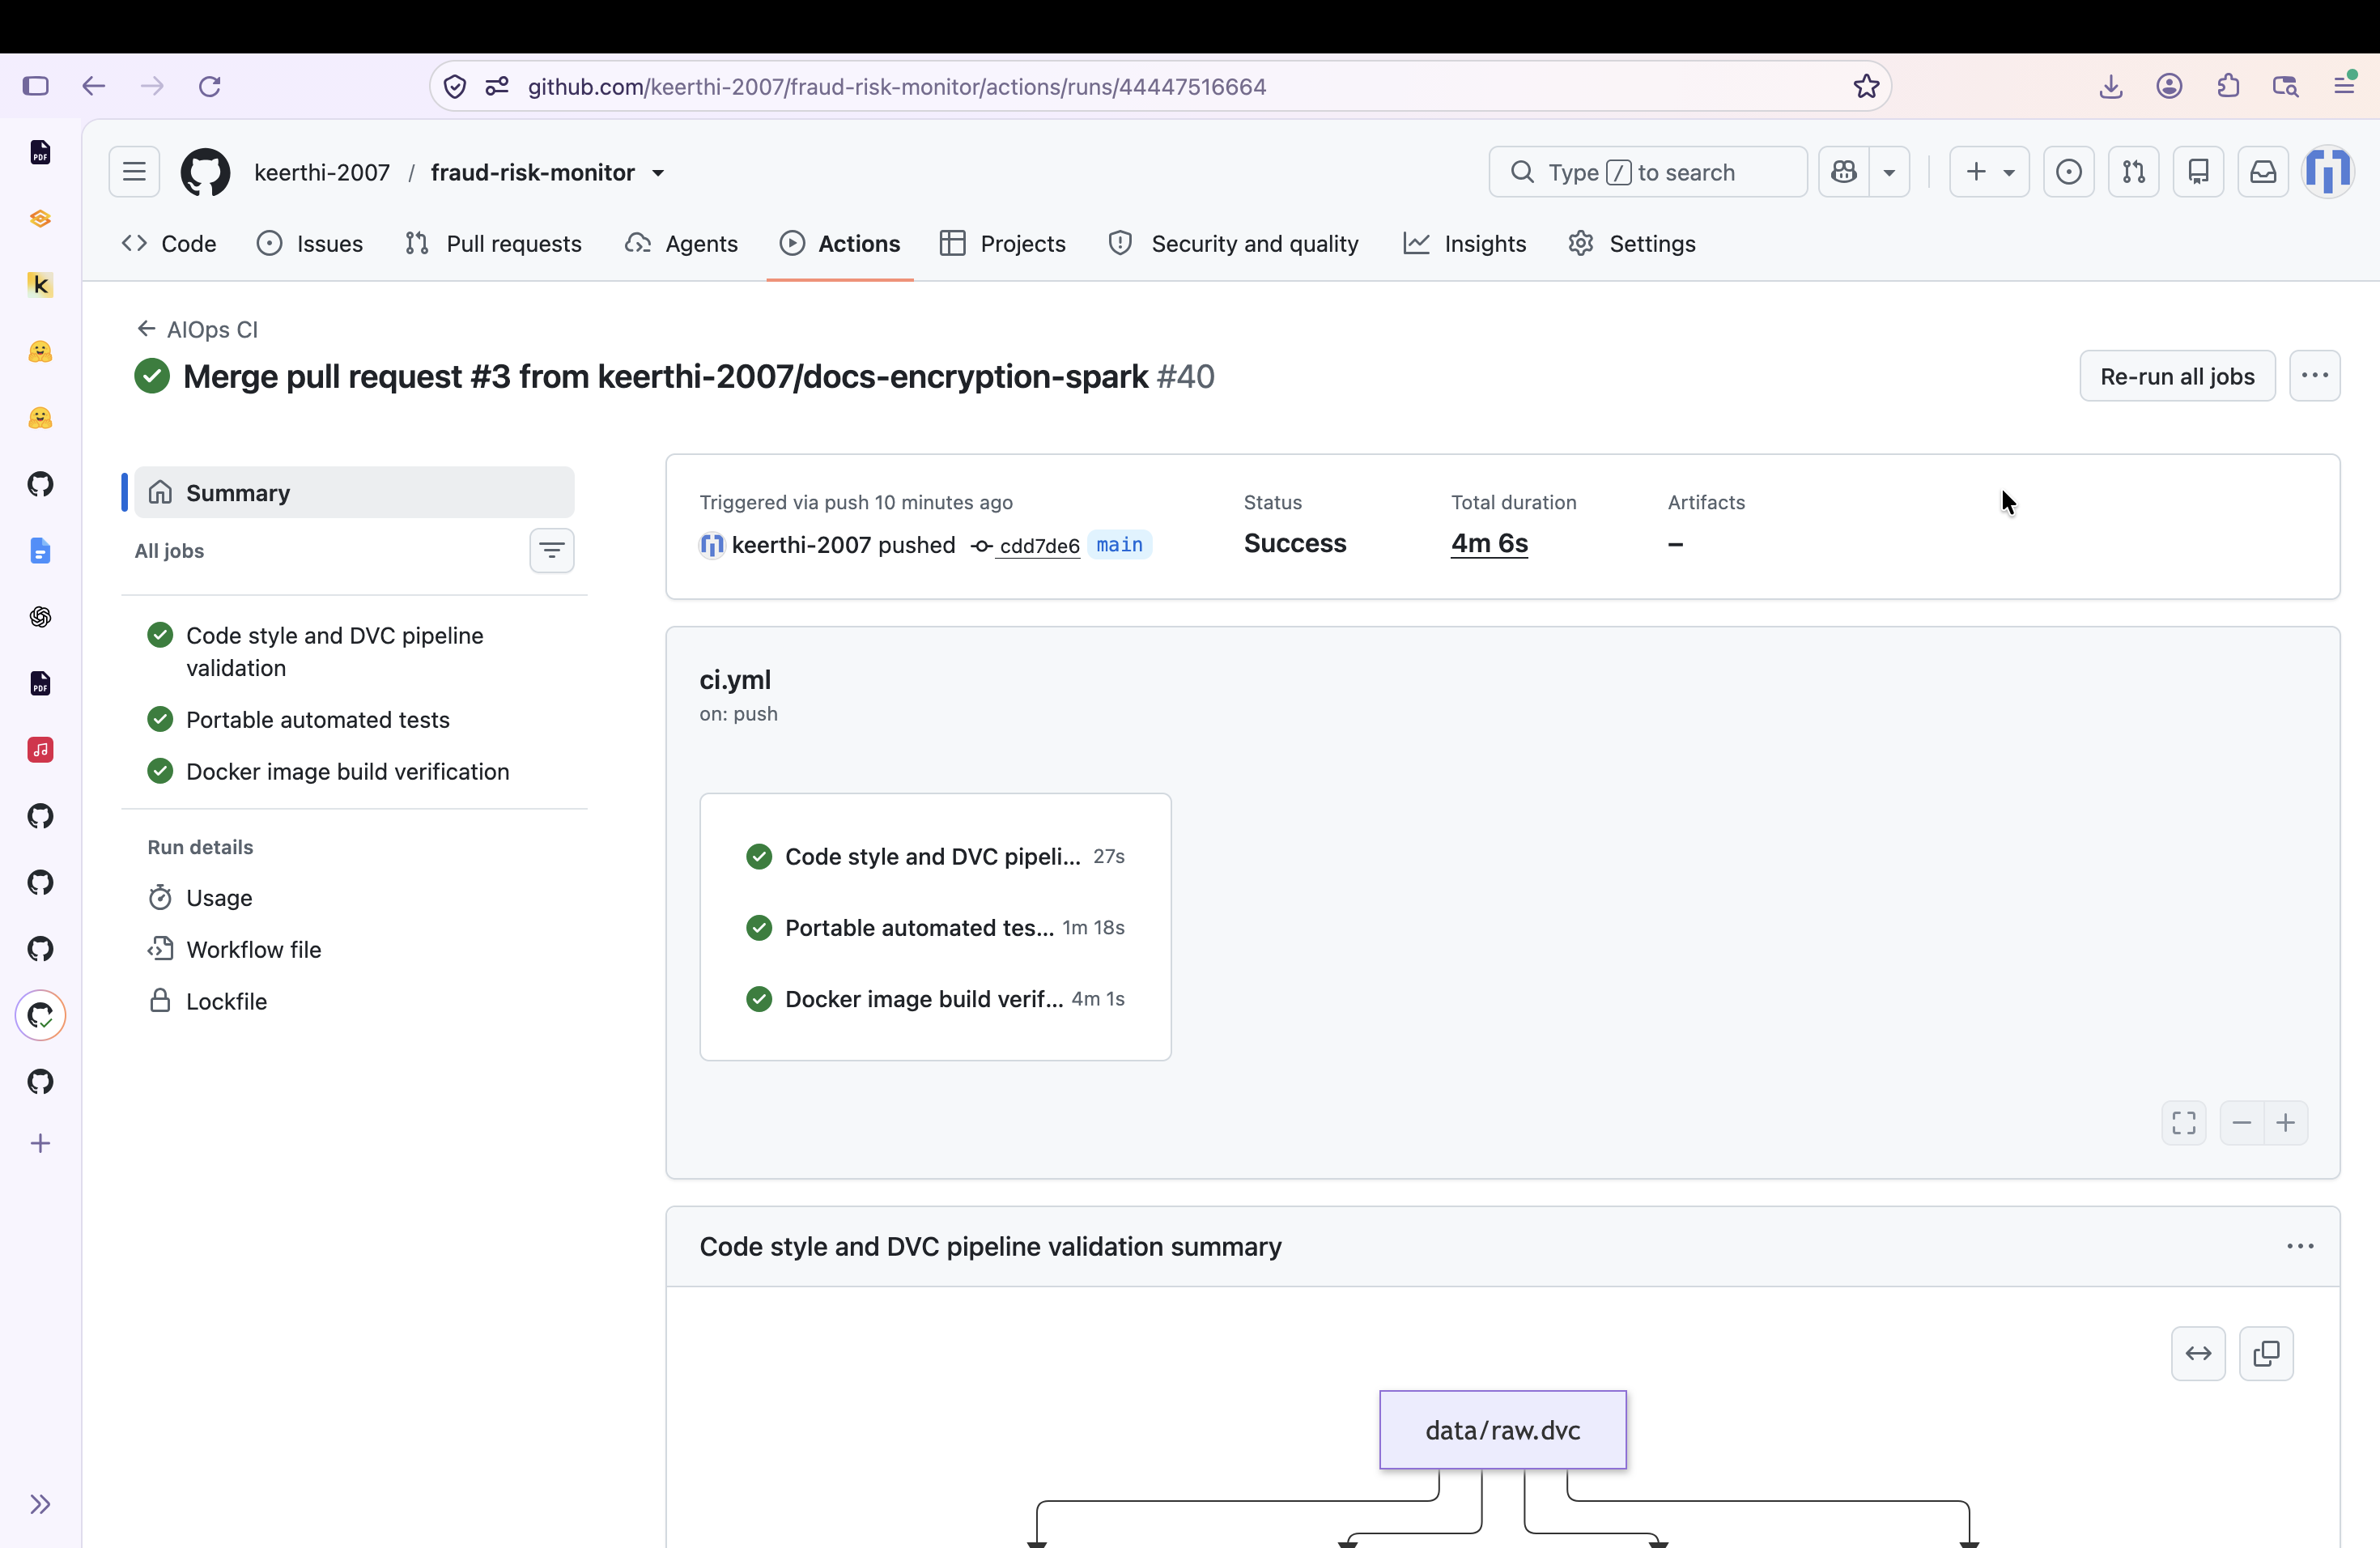 github.com/keerthi-2007/fraud-risk-monitor/actions/runs/44447516664
keerthi-2007 / fraud-risk-monitor
Type / to search
Code
Issues
Pull requests
Agents
Actions
Projects
Security and quality
Insights
Settings
AIOps CI
Merge pull request #3 from keerthi-2007/docs-encryption-spark #40
Re-run all jobs
Summary
All jobs
Code style and DVC pipeline
validation
Portable automated tests
Docker image build verification
Run details
Usage
Workflow file
Lockfile
Triggered via push 10 minutes ago
keerthi-2007 pushed cdd7de6 main
Status
Success
Total duration
4m 6s
Artifacts
–
ci.yml
on: push
Code style and DVC pipeli... 27s
Portable automated tes... 1m 18s
Docker image build verif... 4m 1s
Code style and DVC pipeline validation summary
data/raw.dvc
PDF
k
PDF